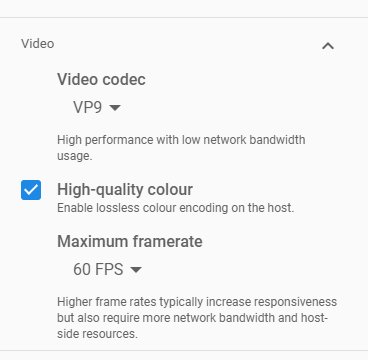 Video
Video codec
VP9
High performance with low network bandwidth
usage.
High-quality colour
Enable lossless colour encoding on the host.
Maximum framerate
60 FPS
Higher frame rates typically increase responsiveness
but also require more network bandwidth and host-
side resources.